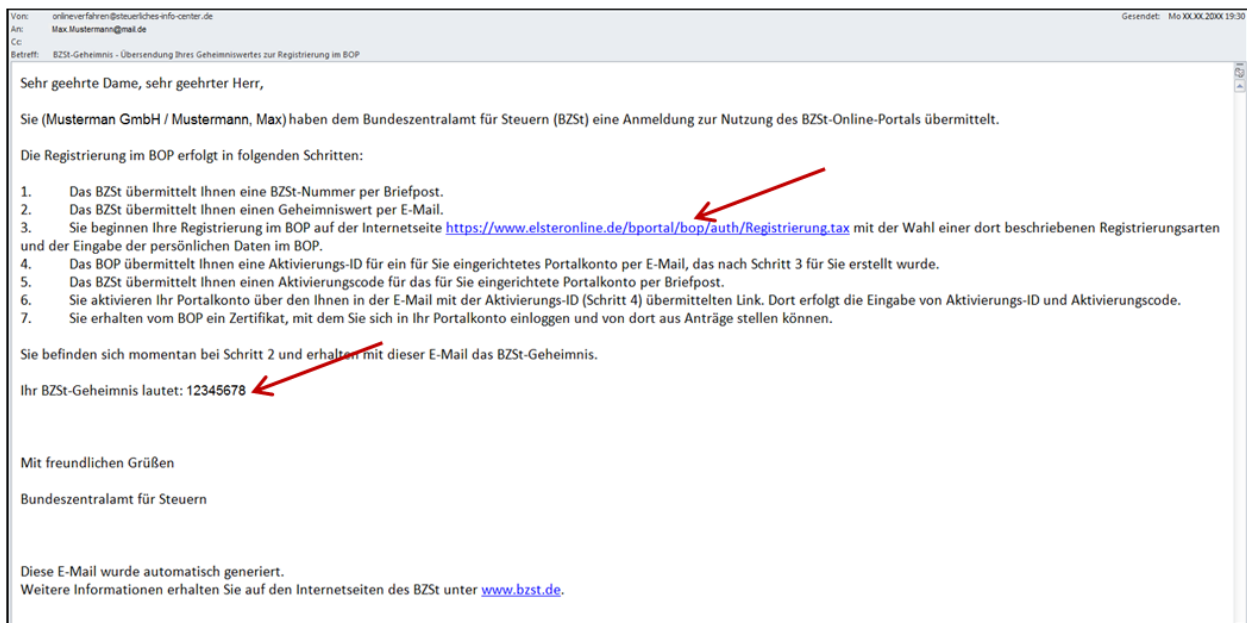 Von: onlineverfahren@steuerliches-info-center.de Gesendet: Mo XX.XX.20XX 19:30
An: Max.Mustermann@mail.de
Cc:
Betreff: BZSt-Geheimnis - Übersendung Ihres Geheimniswertes zur Registrierung im BOP
Sehr geehrte Dame, sehr geehrter Herr,
Sie (Musterman GmbH / Mustermann, Max) haben dem Bundeszentralamt für Steuern (BZSt) eine Anmeldung zur Nutzung des BZSt-Online-Portals übermittelt.
Die Registrierung im BOP erfolgt in folgenden Schritten:
1. Das BZSt übermittelt Ihnen eine BZSt-Nummer per Briefpost.
2. Das BZSt übermittelt Ihnen einen Geheimniswert per E-Mail.
3. Sie beginnen Ihre Registrierung im BOP auf der Internetseite https://www.elsteronline.de/bportal/bop/auth/Registrierung.tax mit der Wahl einer dort beschriebenen Registrierungsarten
und der Eingabe der persönlichen Daten im BOP.
4. Das BOP übermittelt Ihnen eine Aktivierungs-ID für ein für Sie eingerichtetes Portalkonto per E-Mail, das nach Schritt 3 für Sie erstellt wurde.
5. Das BZSt übermittelt Ihnen einen Aktivierungscode für das für Sie eingerichtete Portalkonto per Briefpost.
6. Sie aktivieren Ihr Portalkonto über den Ihnen in der E-Mail mit der Aktivierungs-ID (Schritt 4) übermittelten Link. Dort erfolgt die Eingabe von Aktivierungs-ID und Aktivierungscode.
7. Sie erhalten vom BOP ein Zertifikat, mit dem Sie sich in Ihr Portalkonto einloggen und von dort aus Anträge stellen können.
Sie befinden sich momentan bei Schritt 2 und erhalten mit dieser E-Mail das BZSt-Geheimnis.
Ihr BZSt-Geheimnis lautet: 12345678
Mit freundlichen Grüßen
Bundeszentralamt für Steuern
Diese E-Mail wurde automatisch generiert.
Weitere Informationen erhalten Sie auf den Internetseiten des BZSt unter www.bzst.de.